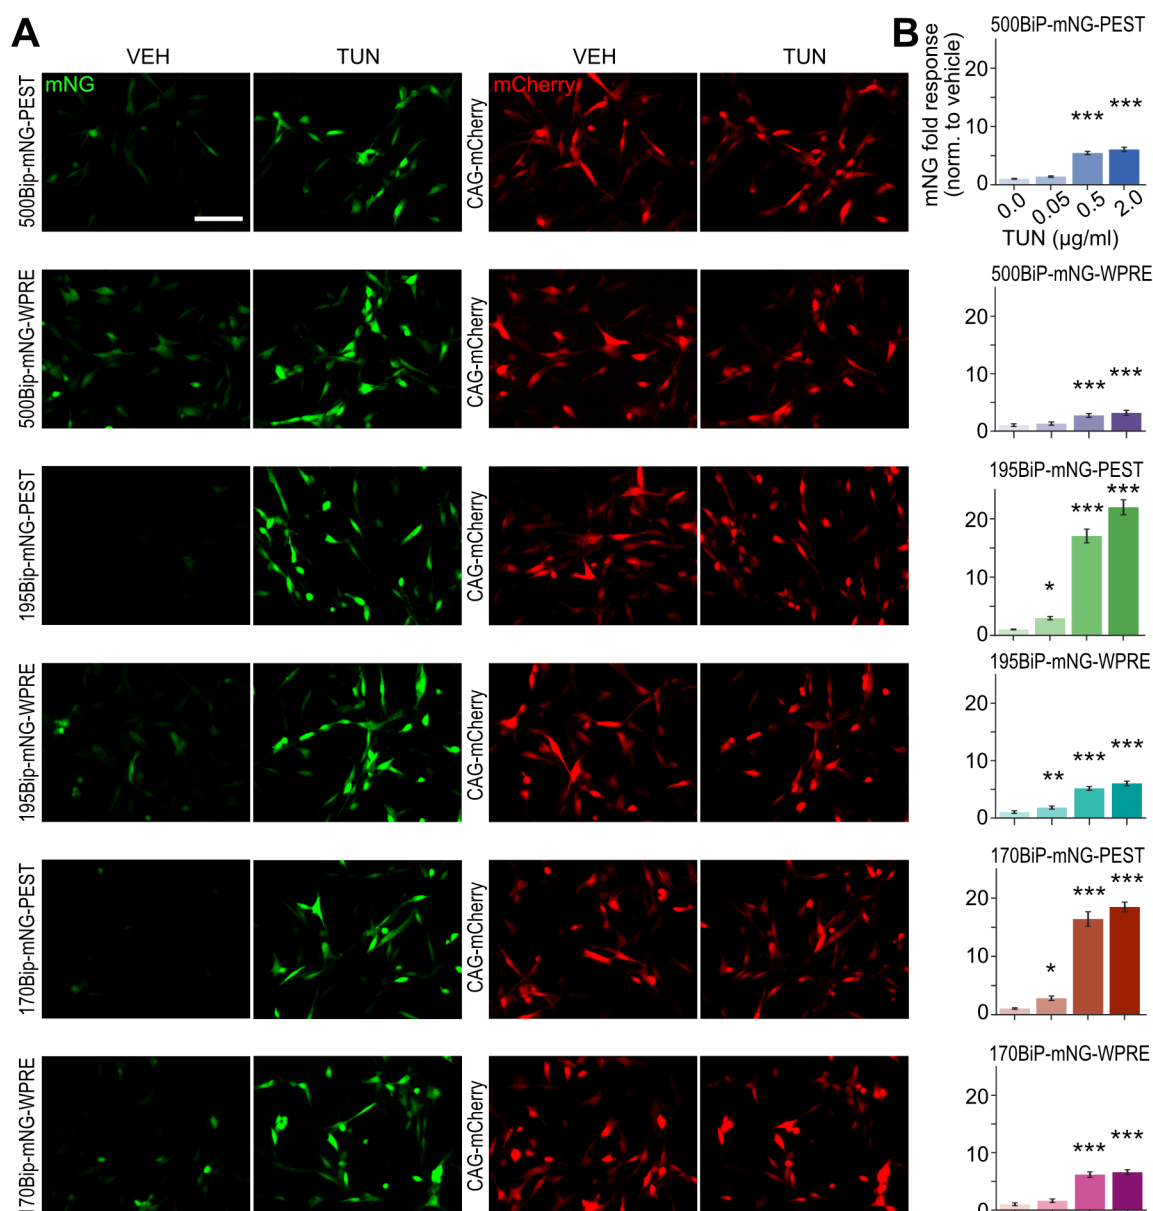 A
B
VEH
TUN
VEH
TUN
500Bip-mNG-PEST
mNG
CAG-mCherry
mCherry
500Bip-mNG-WPRE
CAG-mCherry
195Bip-mNG-PEST
CAG-mCherry
195Bip-mNG-WPRE
CAG-mCherry
170Bip-mNG-PEST
CAG-mCherry
170Bip-mNG-WPRE
CAG-mCherry
500BiP-mNG-PEST
mNG fold response
(norm. to vehicle)
20
10
0
***
***
0.0
0.05
0.5
2.0
TUN (µg/ml)
500BiP-mNG-WPRE
20
10
0
***
***
195BiP-mNG-PEST
20
10
0
*
***
***
195BiP-mNG-WPRE
20
10
0
**
***
***
170BiP-mNG-PEST
20
10
0
*
***
***
170BiP-mNG-WPRE
20
10
0
***
***